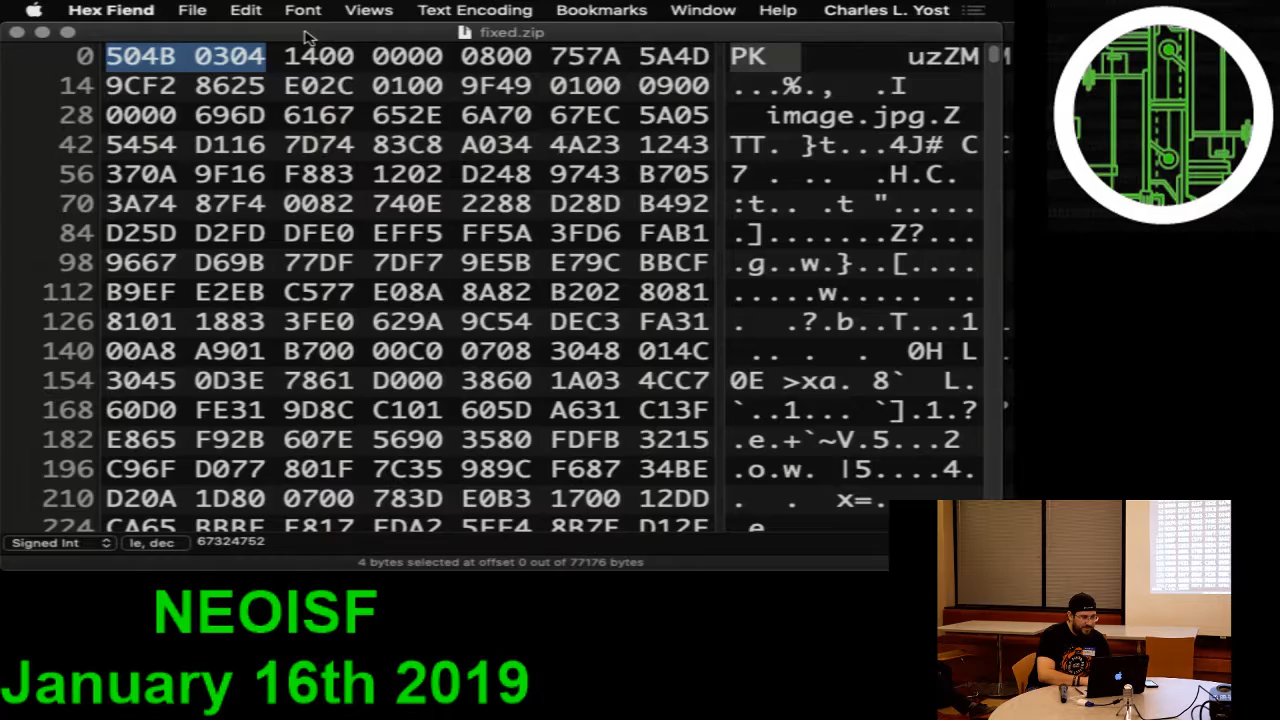 Hex Fiend File Edit Font Views Text Encoding Bookmarks Window Help Charles L. Yost
fixed.zip
0 504B 0304 1400 0000 0800 757A 5A4D PK uzZM
14 9CF2 8625 E02C 0100 9F49 0100 0900 ...%., .I
28 0000 696D 6167 652E 6A70 67EC 5A05 image.jpg.Z
42 5454 D116 7D74 83C8 A034 4A23 1243 TT. }t...4J# C
56 370A 9F16 F883 1202 D248 9743 B705 7 . .. .H.C.
70 3A74 87F4 0082 740E 2288 D28D B492 :t.. .t ".....
84 D25D D2FD DFE0 EFF5 FF5A 3FD6 FAB1 .].......Z?...
98 9667 D69B 77DF 7DF7 9E5B E79C BBCF .g..w.}..[....
112 B9EF E2EB C577 E08A 8A82 B202 8081 .....w..... ..
126 8101 1883 3FE0 629A 9C54 DEC3 FA31 . .?.b..T...1
140 00A8 A901 B700 00C0 0708 3048 014C .. . . 0H L
154 3045 0D3E 7861 D000 3860 1A03 4CC7 0E >xa. 8` L.
168 60D0 FE31 9D8C C101 605D A631 C13F `..1... `].1.?
182 E865 F92B 607E 5690 3580 FDFB 3215 .e.+`~V.5...2
196 C96F D077 801F 7C35 989C F687 34BE .o.w. |5....4.
210 D20A 1D80 0700 783D E0B3 1700 12DD . . x=.
224
Signed Int le, dec 67324752
4 bytes selected at offset 0 out of 77176 bytes
NEOISF
January 16th 2019